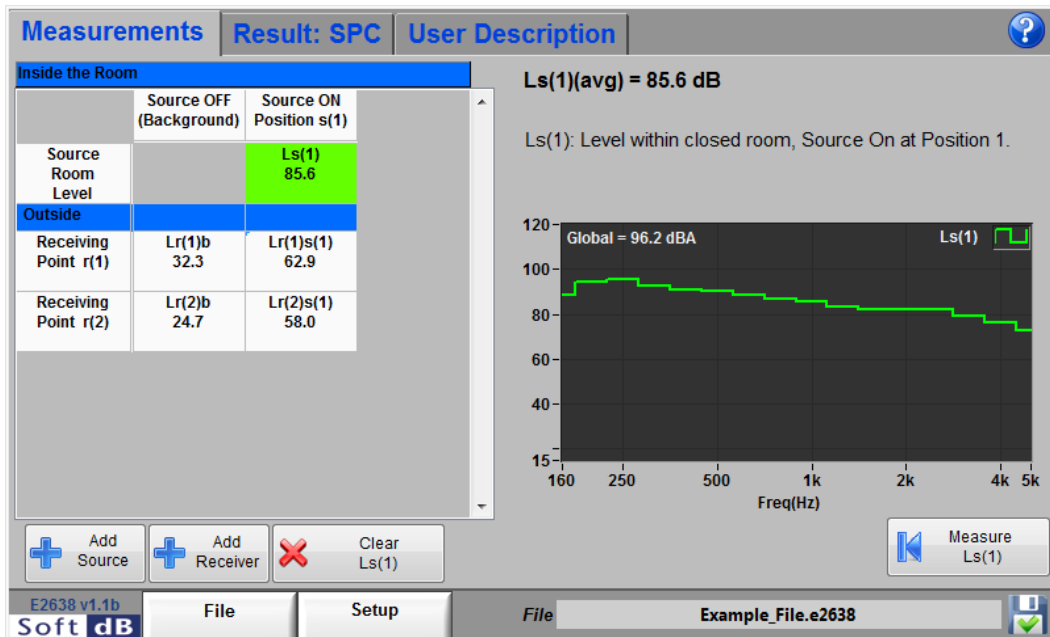 Measurements
Result: SPC
User Description
?
Inside the Room
Source OFF
(Background)
Source ON
Position s(1)
Source
Room
Level
Ls(1)
85.6
Outside
Receiving
Point r(1)
Lr(1)b
32.3
Lr(1)s(1)
62.9
Receiving
Point r(2)
Lr(2)b
24.7
Lr(2)s(1)
58.0
Add
Source
Add
Receiver
Clear
Ls(1)
Ls(1)(avg) = 85.6 dB
Ls(1): Level within closed room, Source On at Position 1.
Global = 96.2 dBA
Ls(1)
120
100
80
60
40
15
160 250 500 1k 2k 4k 5k
Freq(Hz)
Measure
Ls(1)
E2638 v1.1b
Soft dB
File
Setup
File
Example_File.e2638